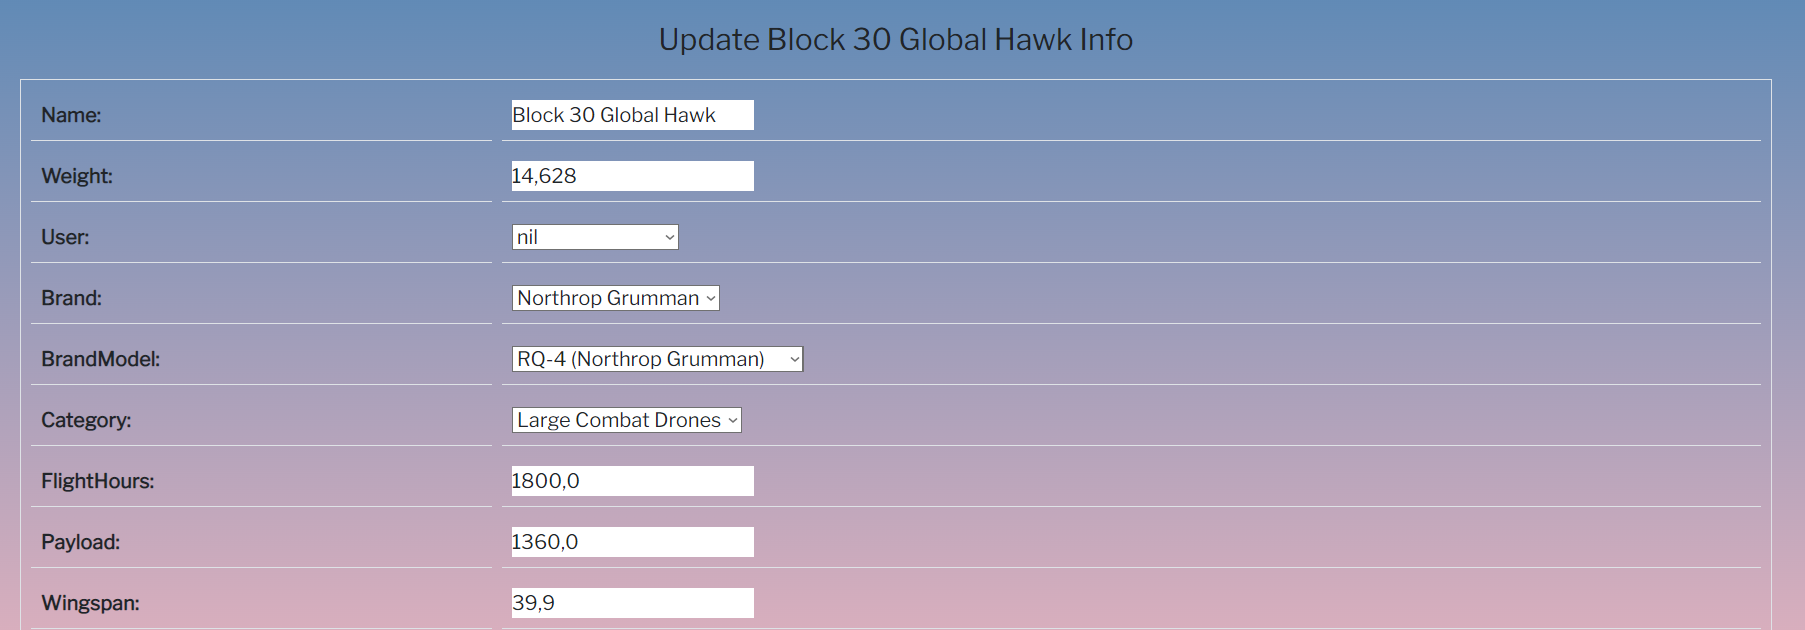 Update Block 30 Global Hawk Info
Name: Block 30 Global Hawk
Weight: 14,628
User: nil
Brand: Northrop Grumman
BrandModel: RQ-4 (Northrop Grumman)
Category: Large Combat Drones
FlightHours: 1800,0
Payload: 1360,0
Wingspan: 39,9